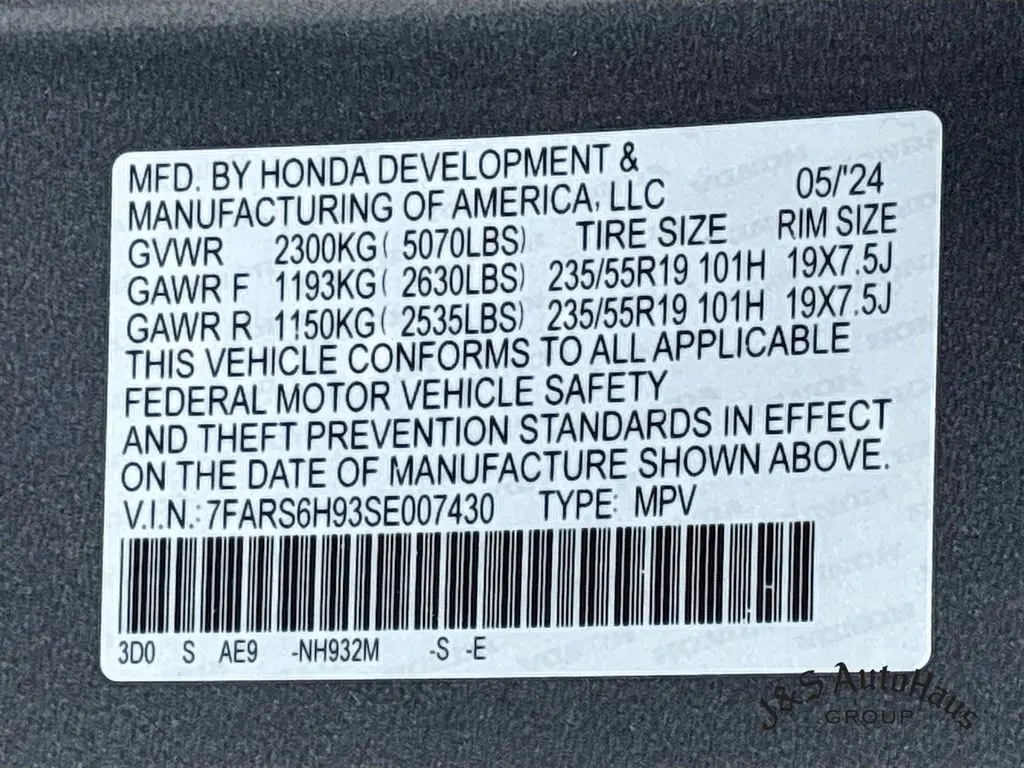 MFD. BY HONDA DEVELOPMENT &
MANUFACTURING OF AMERICA, LLC 05/'24
GVWR 2300KG( 5070LBS) TIRE SIZE RIM SIZE
GAWR F 1193KG( 2630LBS) 235/55R19 101H 19X7.5J
GAWR R 1150KG( 2535LBS) 235/55R19 101H 19X7.5J
THIS VEHICLE CONFORMS TO ALL APPLICABLE
FEDERAL MOTOR VEHICLE SAFETY
AND THEFT PREVENTION STANDARDS IN EFFECT
ON THE DATE OF MANUFACTURE SHOWN ABOVE.
V.I.N.: 7FARS6H93SE007430 TYPE: MPV
3D0 S AE9 -NH932M -S -E
J&S AutoHaus
GROUP